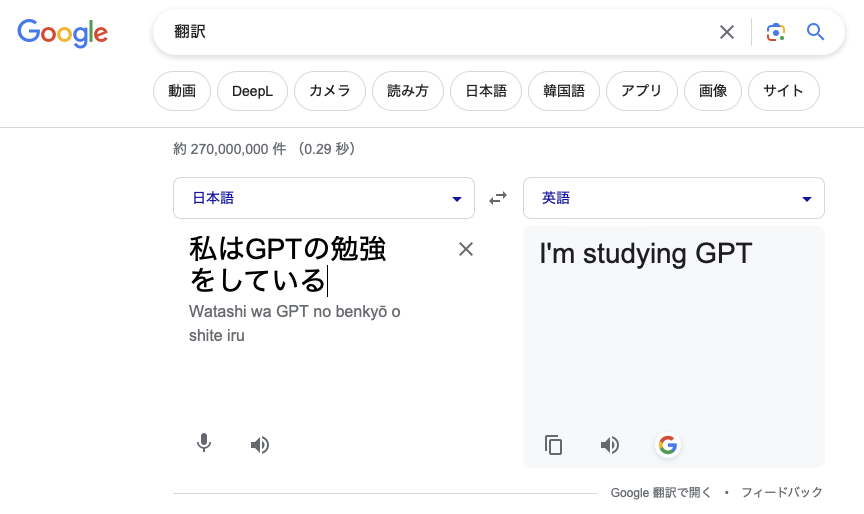 Google
翻訳
動画
DeepL
カメラ
読み方
日本語
韓国語
アプリ
画像
サイト
約 270,000,000 件 （0.29 秒）
日本語
英語
私はGPTの勉強
をしている
Watashi wa GPT no benkyō o
shite iru
I'm studying GPT
Google 翻訳で開く • フィードバック